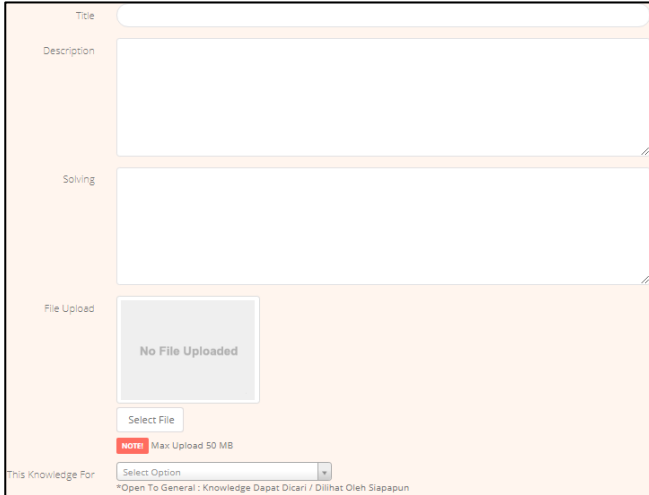 Title
Description
Solving
File Upload
No File Uploaded
Select File
NOTE! Max Upload 50 MB
This Knowledge For
Select Option
*Open To General : Knowledge Dapat Dicari / Dilihat Oleh Siapapun